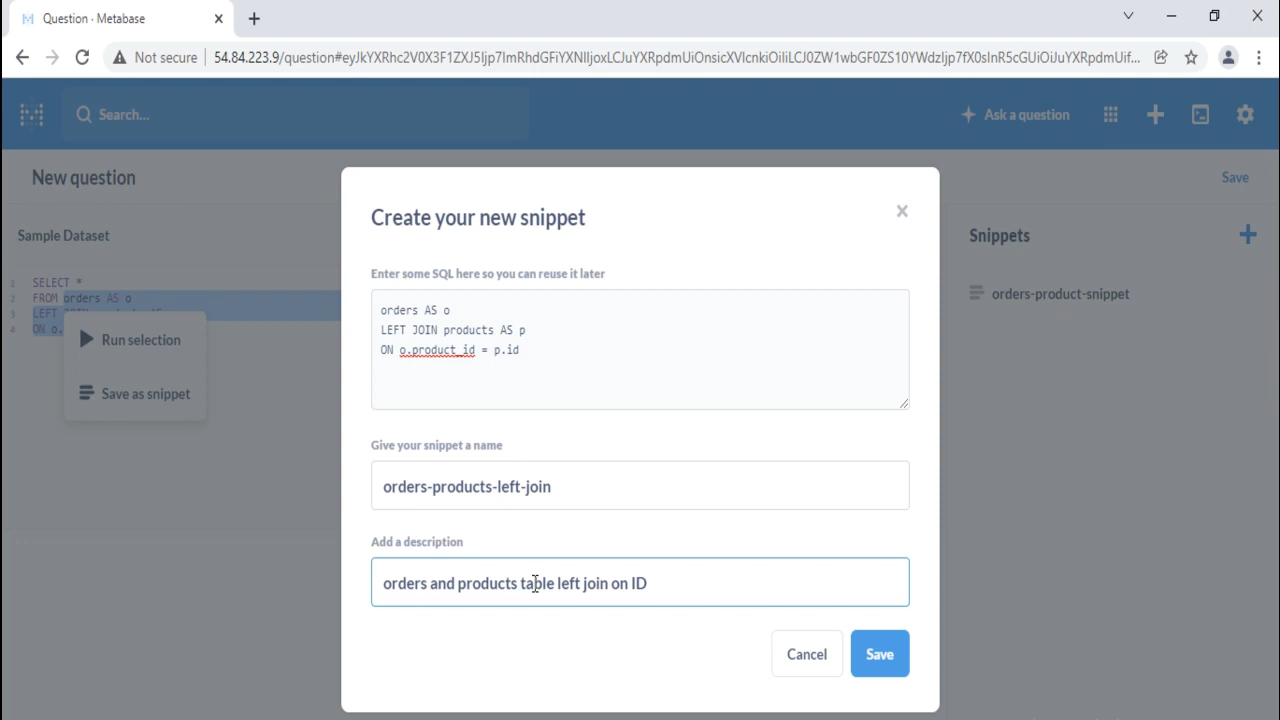 Question · Metabase
Not secure
54.84.223.9/question#eyJkYXRhc2V0X3F1ZXJ5Ijp7ImRhdGFiYXNlIjoxLCJuYXRpdmUiOnsicXVlcnkiOiIiLCJ0ZW1wbGF0ZS10YWdzIjp7fX0sInR5cGUiOiJuYXRpdmUif...
Search...
Ask a question
New question
Save
Sample Dataset
1 SELECT *
2 FROM orders AS o
3 LEFT JOIN
4 ON o.
Run selection
Save as snippet
Create your new snippet
Enter some SQL here so you can reuse it later
orders AS o
LEFT JOIN products AS p
ON o.product_id = p.id
Give your snippet a name
orders-products-left-join
Add a description
orders and products table left join on ID
Cancel
Save
Snippets
orders-product-snippet